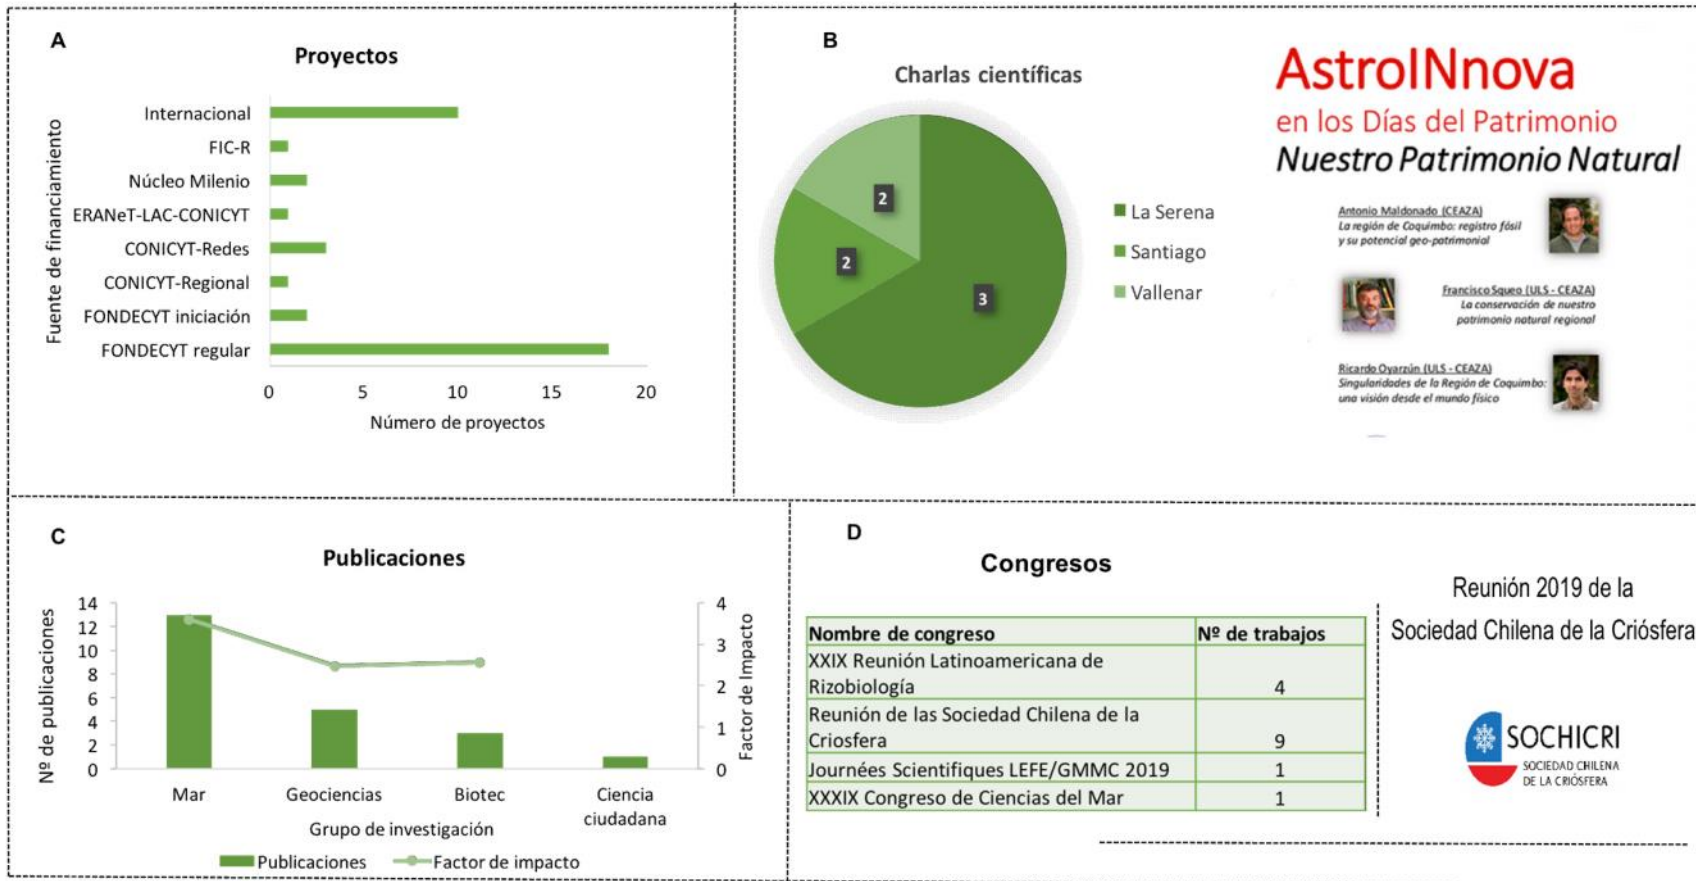 A
Proyectos
Fuente de financiamiento
Internacional
FIC-R
Núcleo Milenio
ERANeT-LAC-CONICYT
CONICYT-Redes
CONICYT-Regional
FONDECYT iniciación
FONDECYT regular
0 5 10 15 20
Número de proyectos
B
Charlas científicas
2
2
3
La Serena
Santiago
Vallenar
AstroINnova
en los Días del Patrimonio
Nuestro Patrimonio Natural
Antonio Maldonado (CEAZA)
La región de Coquimbo: registro fósil
y su potencial geo-patrimonial
Francisco Squeo (ULS - CEAZA)
La conservación de nuestro
patrimonio natural regional
Ricardo Oyarzún (ULS - CEAZA)
Singularidades de la Región de Coquimbo:
una visión desde el mundo físico
C
Publicaciones
Nº de publicaciones
14
12
10
8
6
4
2
0
4
3
2
1
0
Factor de Impacto
Mar Geociencias Biotec Ciencia
ciudadana
Grupo de investigación
Publicaciones Factor de impacto
D
Congresos
Nombre de congreso Nº de trabajos
XXIX Reunión Latinoamericana de
Rizobiología 4
Reunión de las Sociedad Chilena de la
Criosfera 9
Journées Scientifiques LEFE/GMMC 2019 1
XXXIX Congreso de Ciencias del Mar 1
Reunión 2019 de la
Sociedad Chilena de la Criósfera
SOCHICRI
SOCIEDAD CHILENA
DE LA CRIÓSFERA